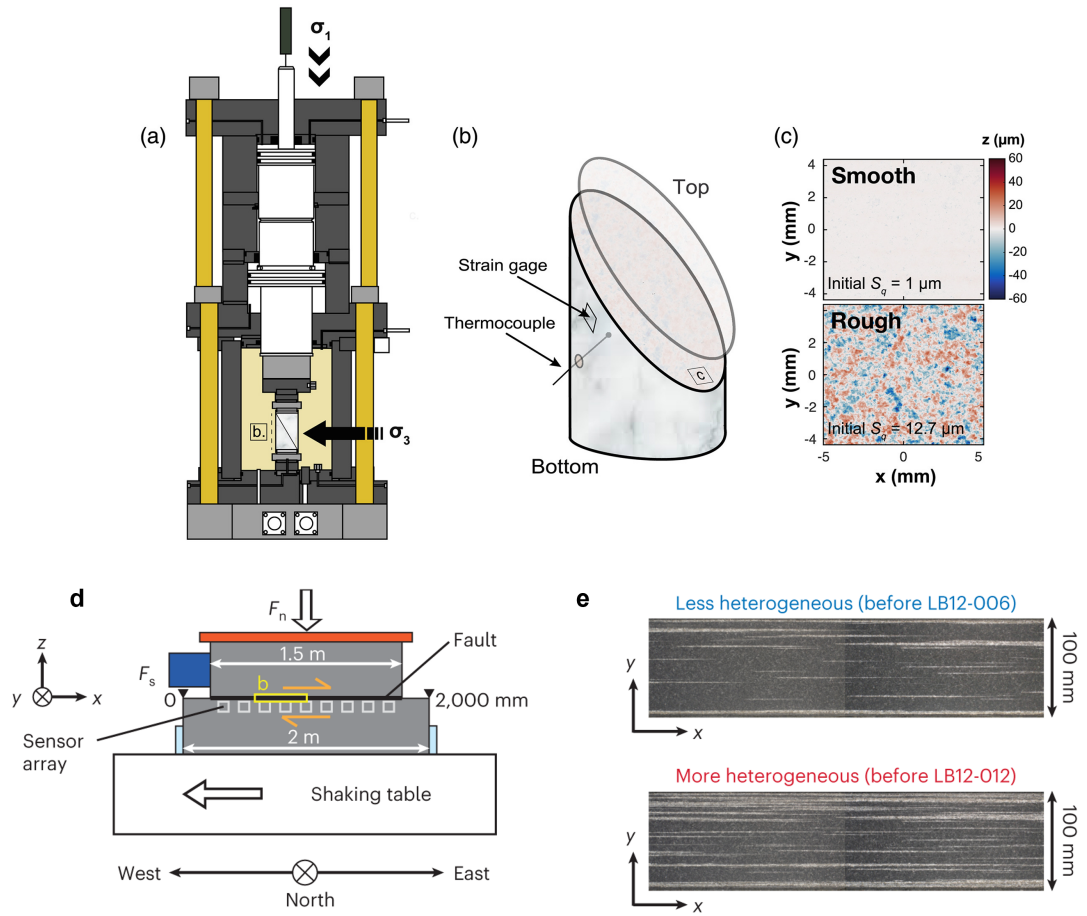 (a)
σ1
b.
σ3
(b)
Top
Strain gage
Thermocouple
c
Bottom
(c)
z (µm)
Smooth
y (mm)
4
2
0
-2
-4
Initial Sq = 1 µm
60
40
20
0
-20
-40
-60
Rough
y (mm)
4
2
0
-2
-4
Initial Sq = 12.7 µm
-5
0
5
x (mm)
d
Fn
z
y
x
Fs
1.5 m
Fault
b
0
2,000 mm
Sensor
array
2 m
Shaking table
West
East
North
e
Less heterogeneous (before LB12-006)
y
x
100 mm
More heterogeneous (before LB12-012)
y
x
100 mm